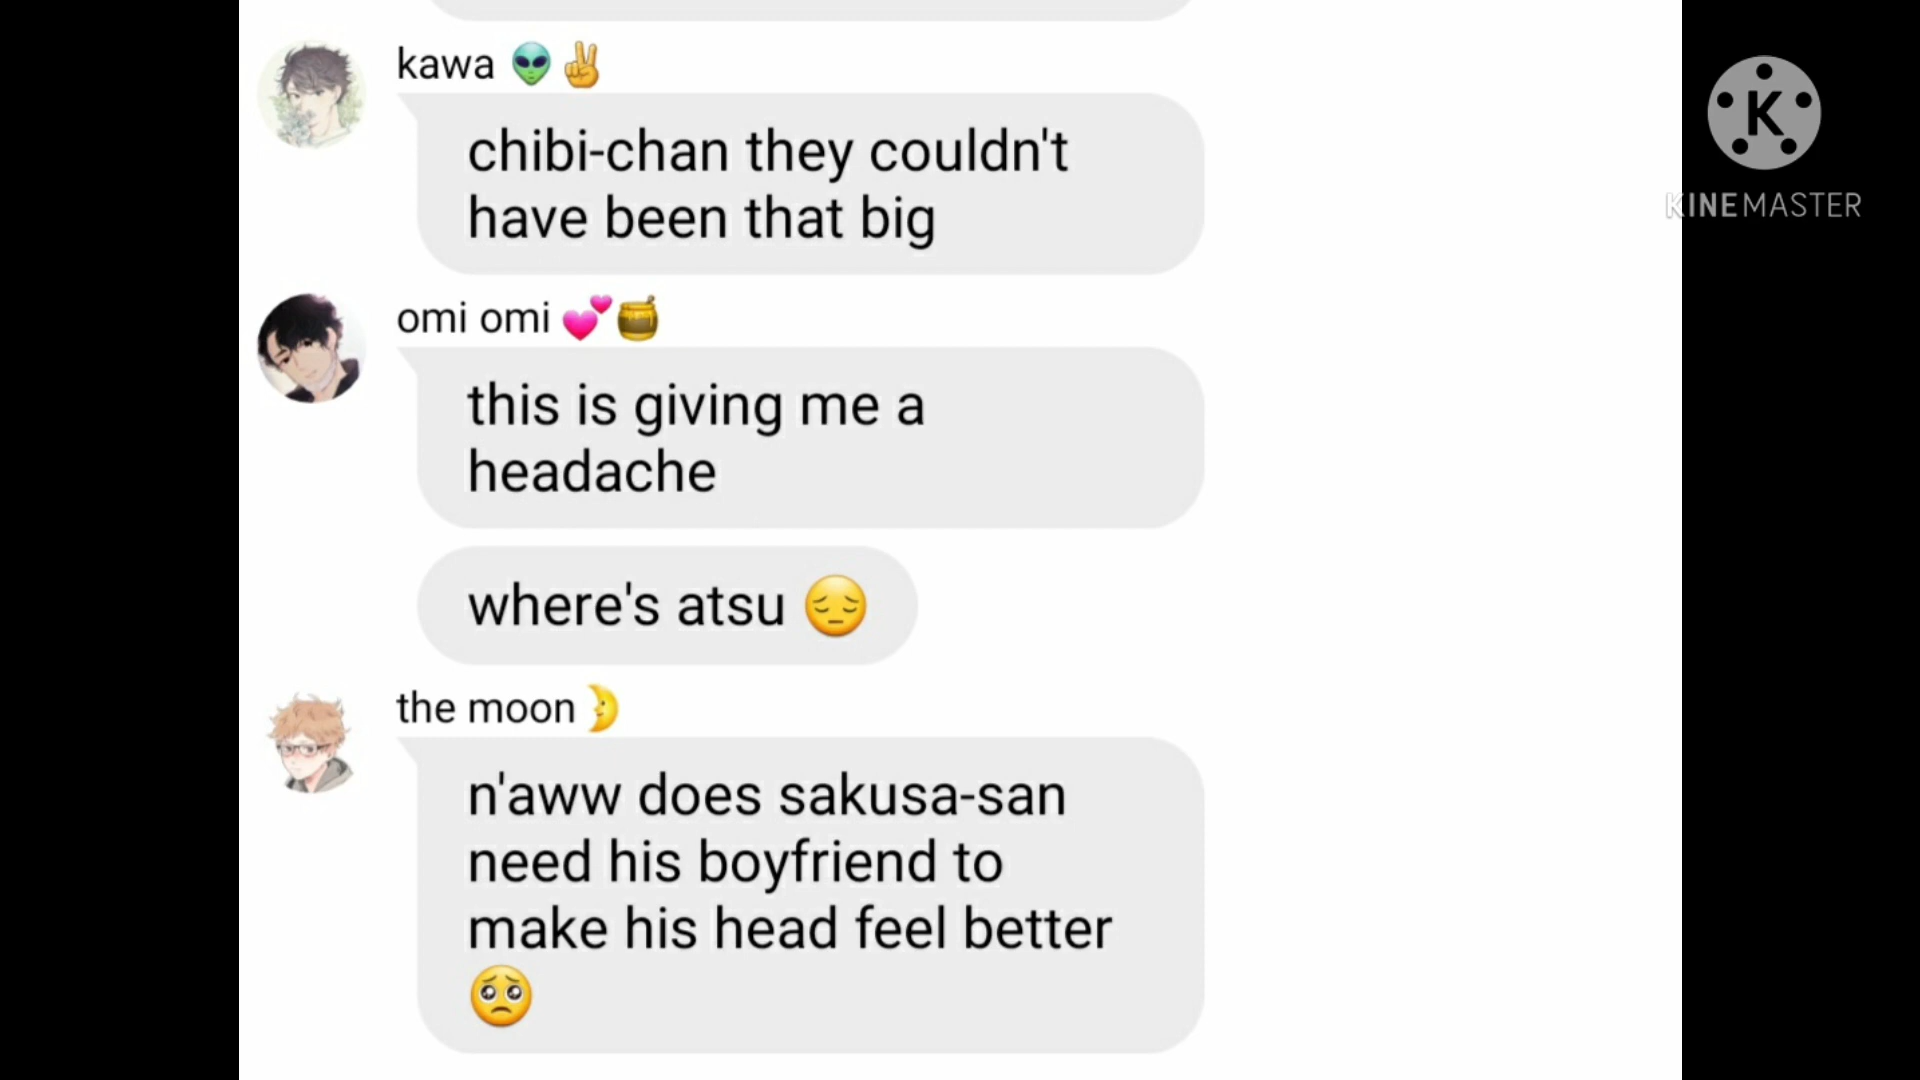 kawa 👽✌️
chibi-chan they couldn't
have been that big
omi omi 💕🍯
this is giving me a
headache
where's atsu 😔
the moon 🌛
n'aww does sakusa-san
need his boyfriend to
make his head feel better
🥺
K
KINEMASTER